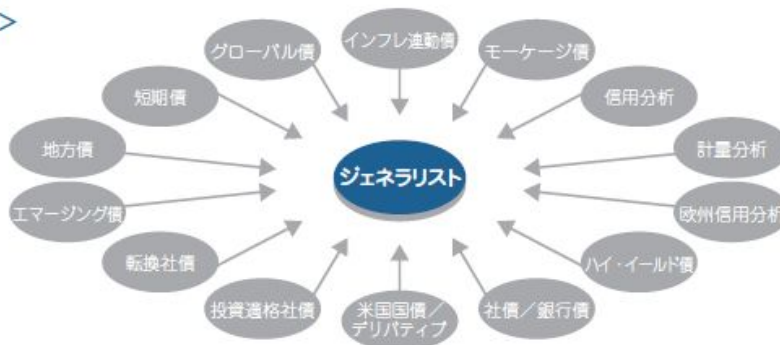 インフレ連動債
グローバル債
モーゲージ債
短期債
信用分析
地方債
計量分析
ジェネラリスト
エマージング債
欧州信用分析
転換社債
ハイ・イールド債
投資適格社債
米国国債／
デリバティブ
社債／銀行債